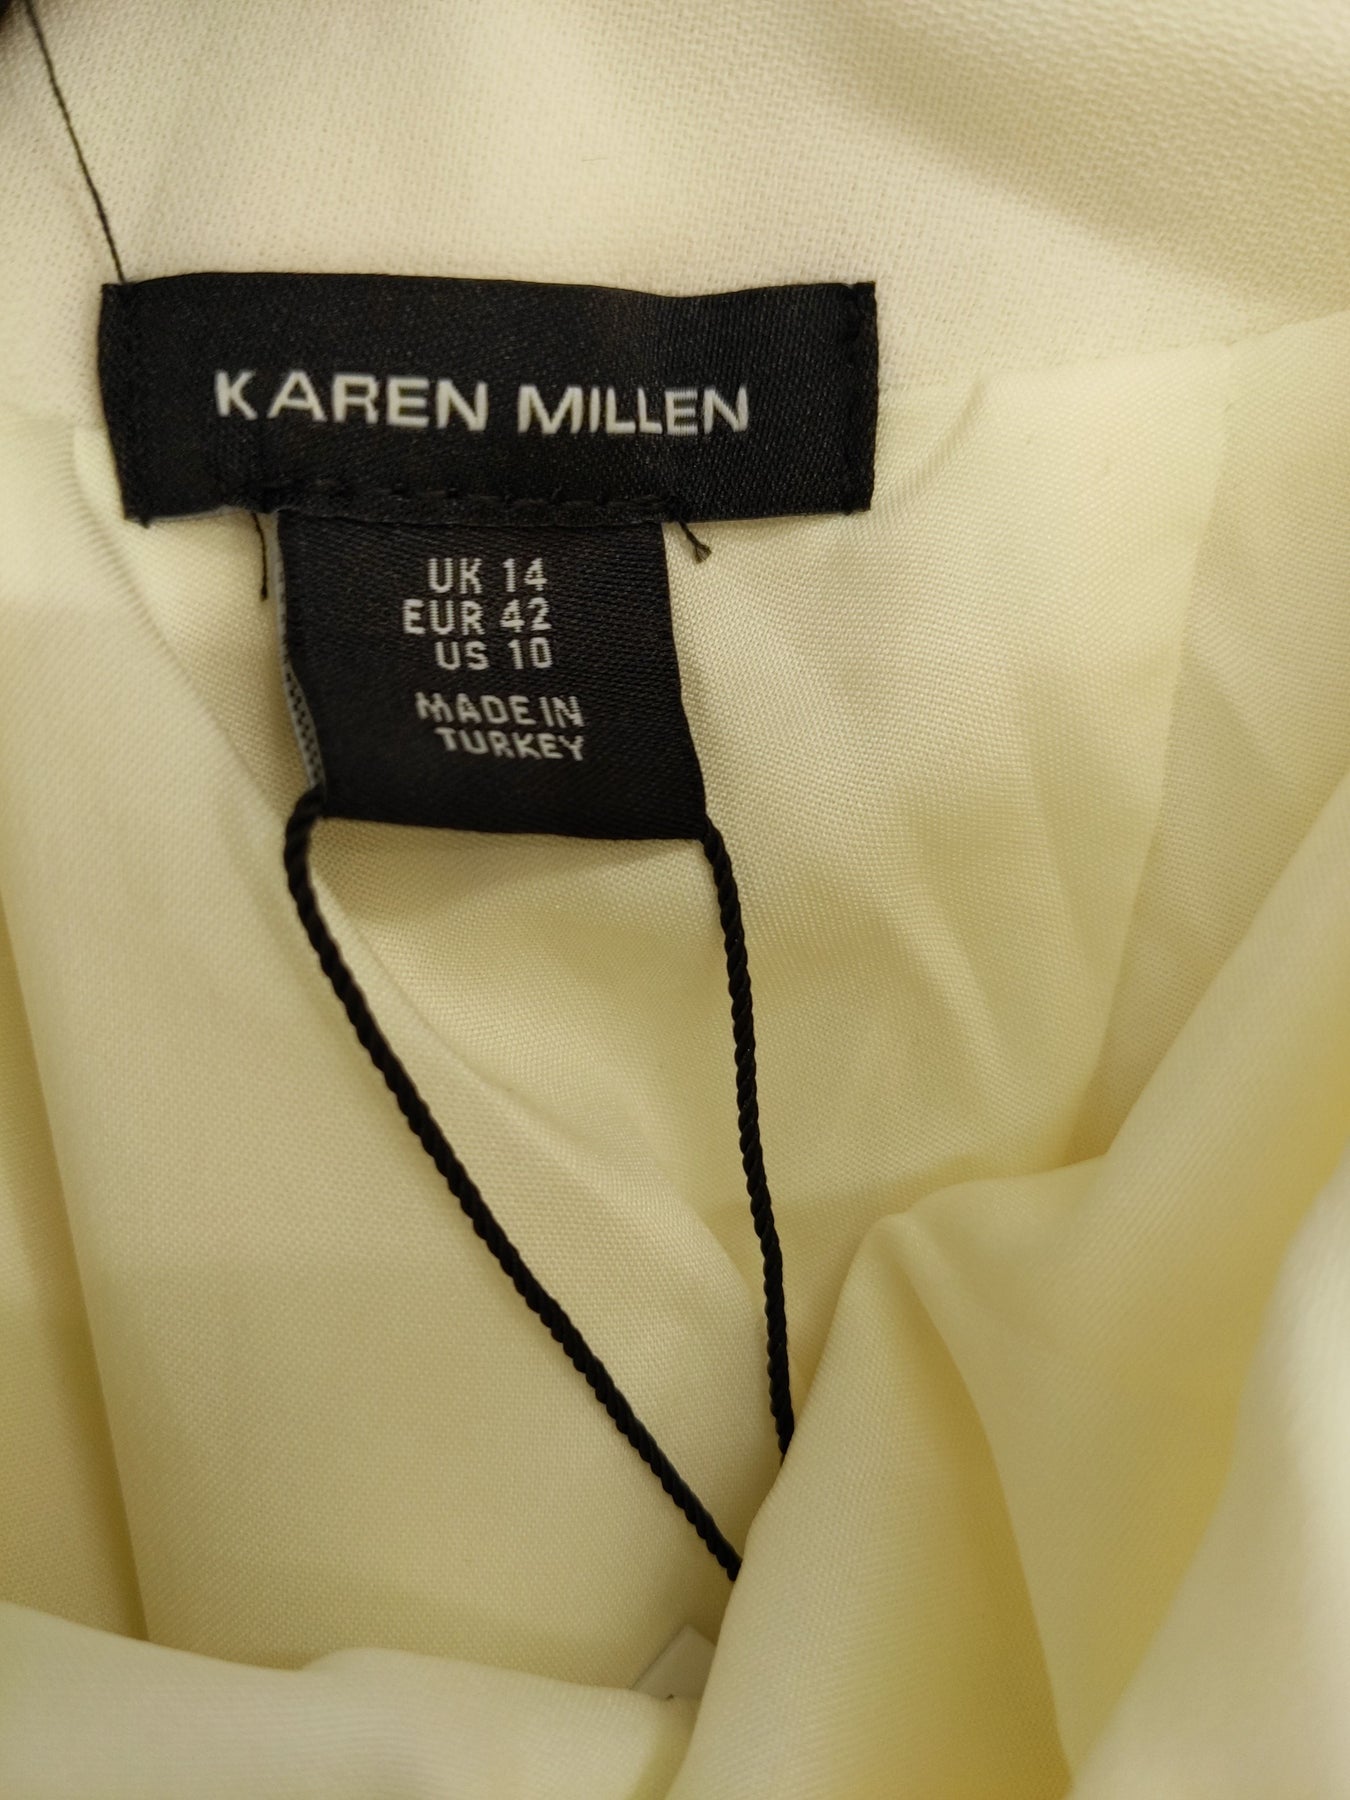 KAREN MILLEN
UK 14
EUR 42
US 10
MADE IN
TURKEY